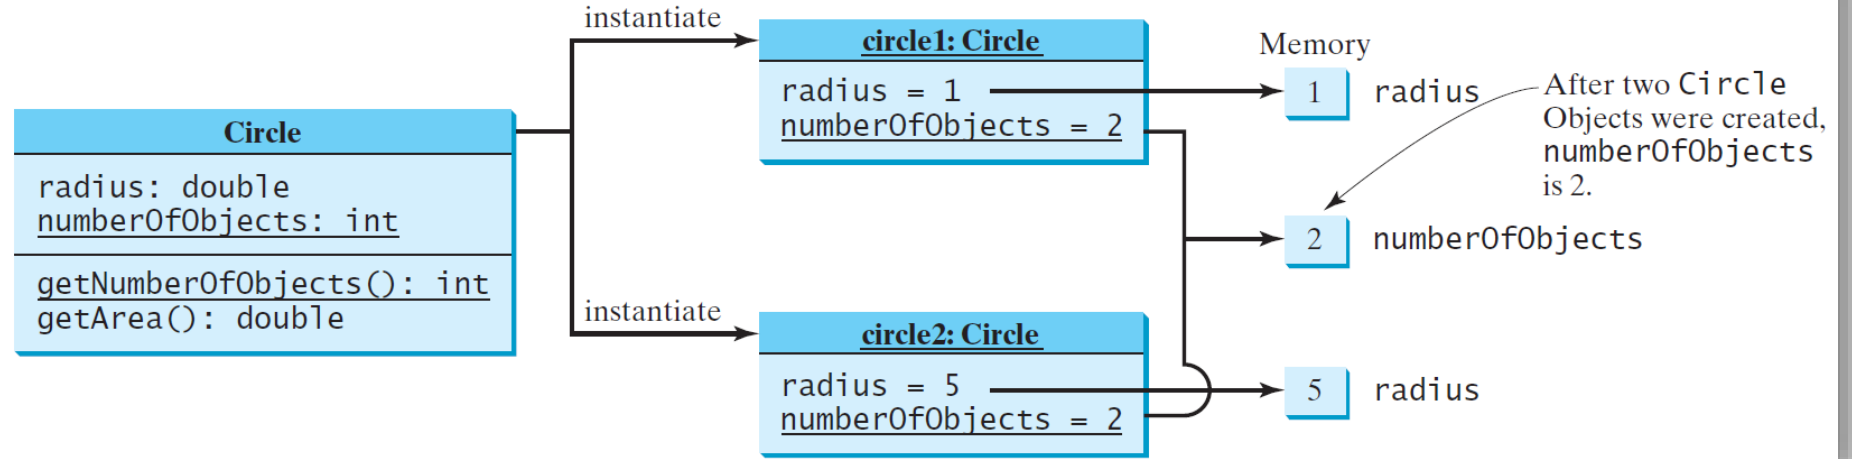 instantiate
circle1: Circle
radius = 1
numberOfObjects = 2
Memory
1 radius
After two Circle
Objects were created,
numberOfObjects
is 2.
Circle
radius: double
numberOfObjects: int
getNumberOfObjects(): int
getArea(): double
2 numberOfObjects
instantiate
circle2: Circle
radius = 5
numberOfObjects = 2
5 radius